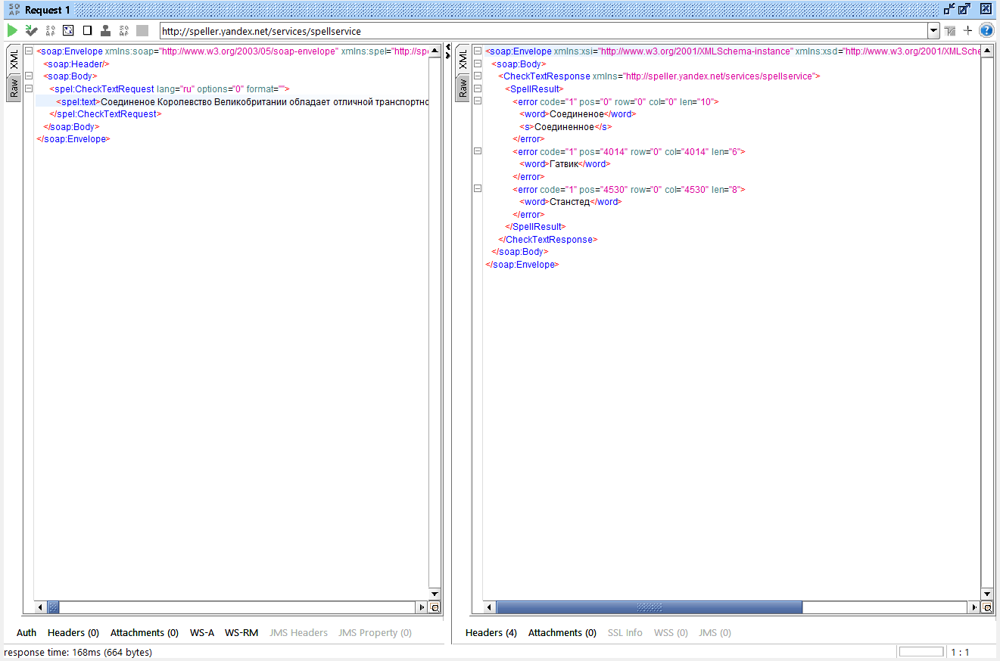 SO AP Request 1
http://speller.yandex.net/services/spellservice
XML
Raw
<soap:Envelope xmlns:soap="http://www.w3.org/2003/05/soap-envelope" xmlns:spel="http://spe
<soap:Header/>
<soap:Body>
<spel:CheckTextRequest lang="ru" options="0" format="">
<spel:text>Соединеное Королевство Великобритании обладает отличной транспортно
</spel:CheckTextRequest>
</soap:Body>
</soap:Envelope>
XML
Raw
<soap:Envelope xmlns:xsi="http://www.w3.org/2001/XMLSchema-instance" xmlns:xsd="http://www.w3.org/2001/XMLSche
<soap:Body>
<CheckTextResponse xmlns="http://speller.yandex.net/services/spellservice">
<SpellResult>
<error code="1" pos="0" row="0" col="0" len="10">
<word>Соединеное</word>
<s>Соединенное</s>
</error>
<error code="1" pos="4014" row="0" col="4014" len="6">
<word>Гатвик</word>
</error>
<error code="1" pos="4530" row="0" col="4530" len="8">
<word>Станстед</word>
</error>
</SpellResult>
</CheckTextResponse>
</soap:Body>
</soap:Envelope>
Auth Headers (0) Attachments (0) WS-A WS-RM JMS Headers JMS Property (0)
Headers (4) Attachments (0) SSL Info WSS (0) JMS (0)
response time: 168ms (664 bytes)
1 : 1